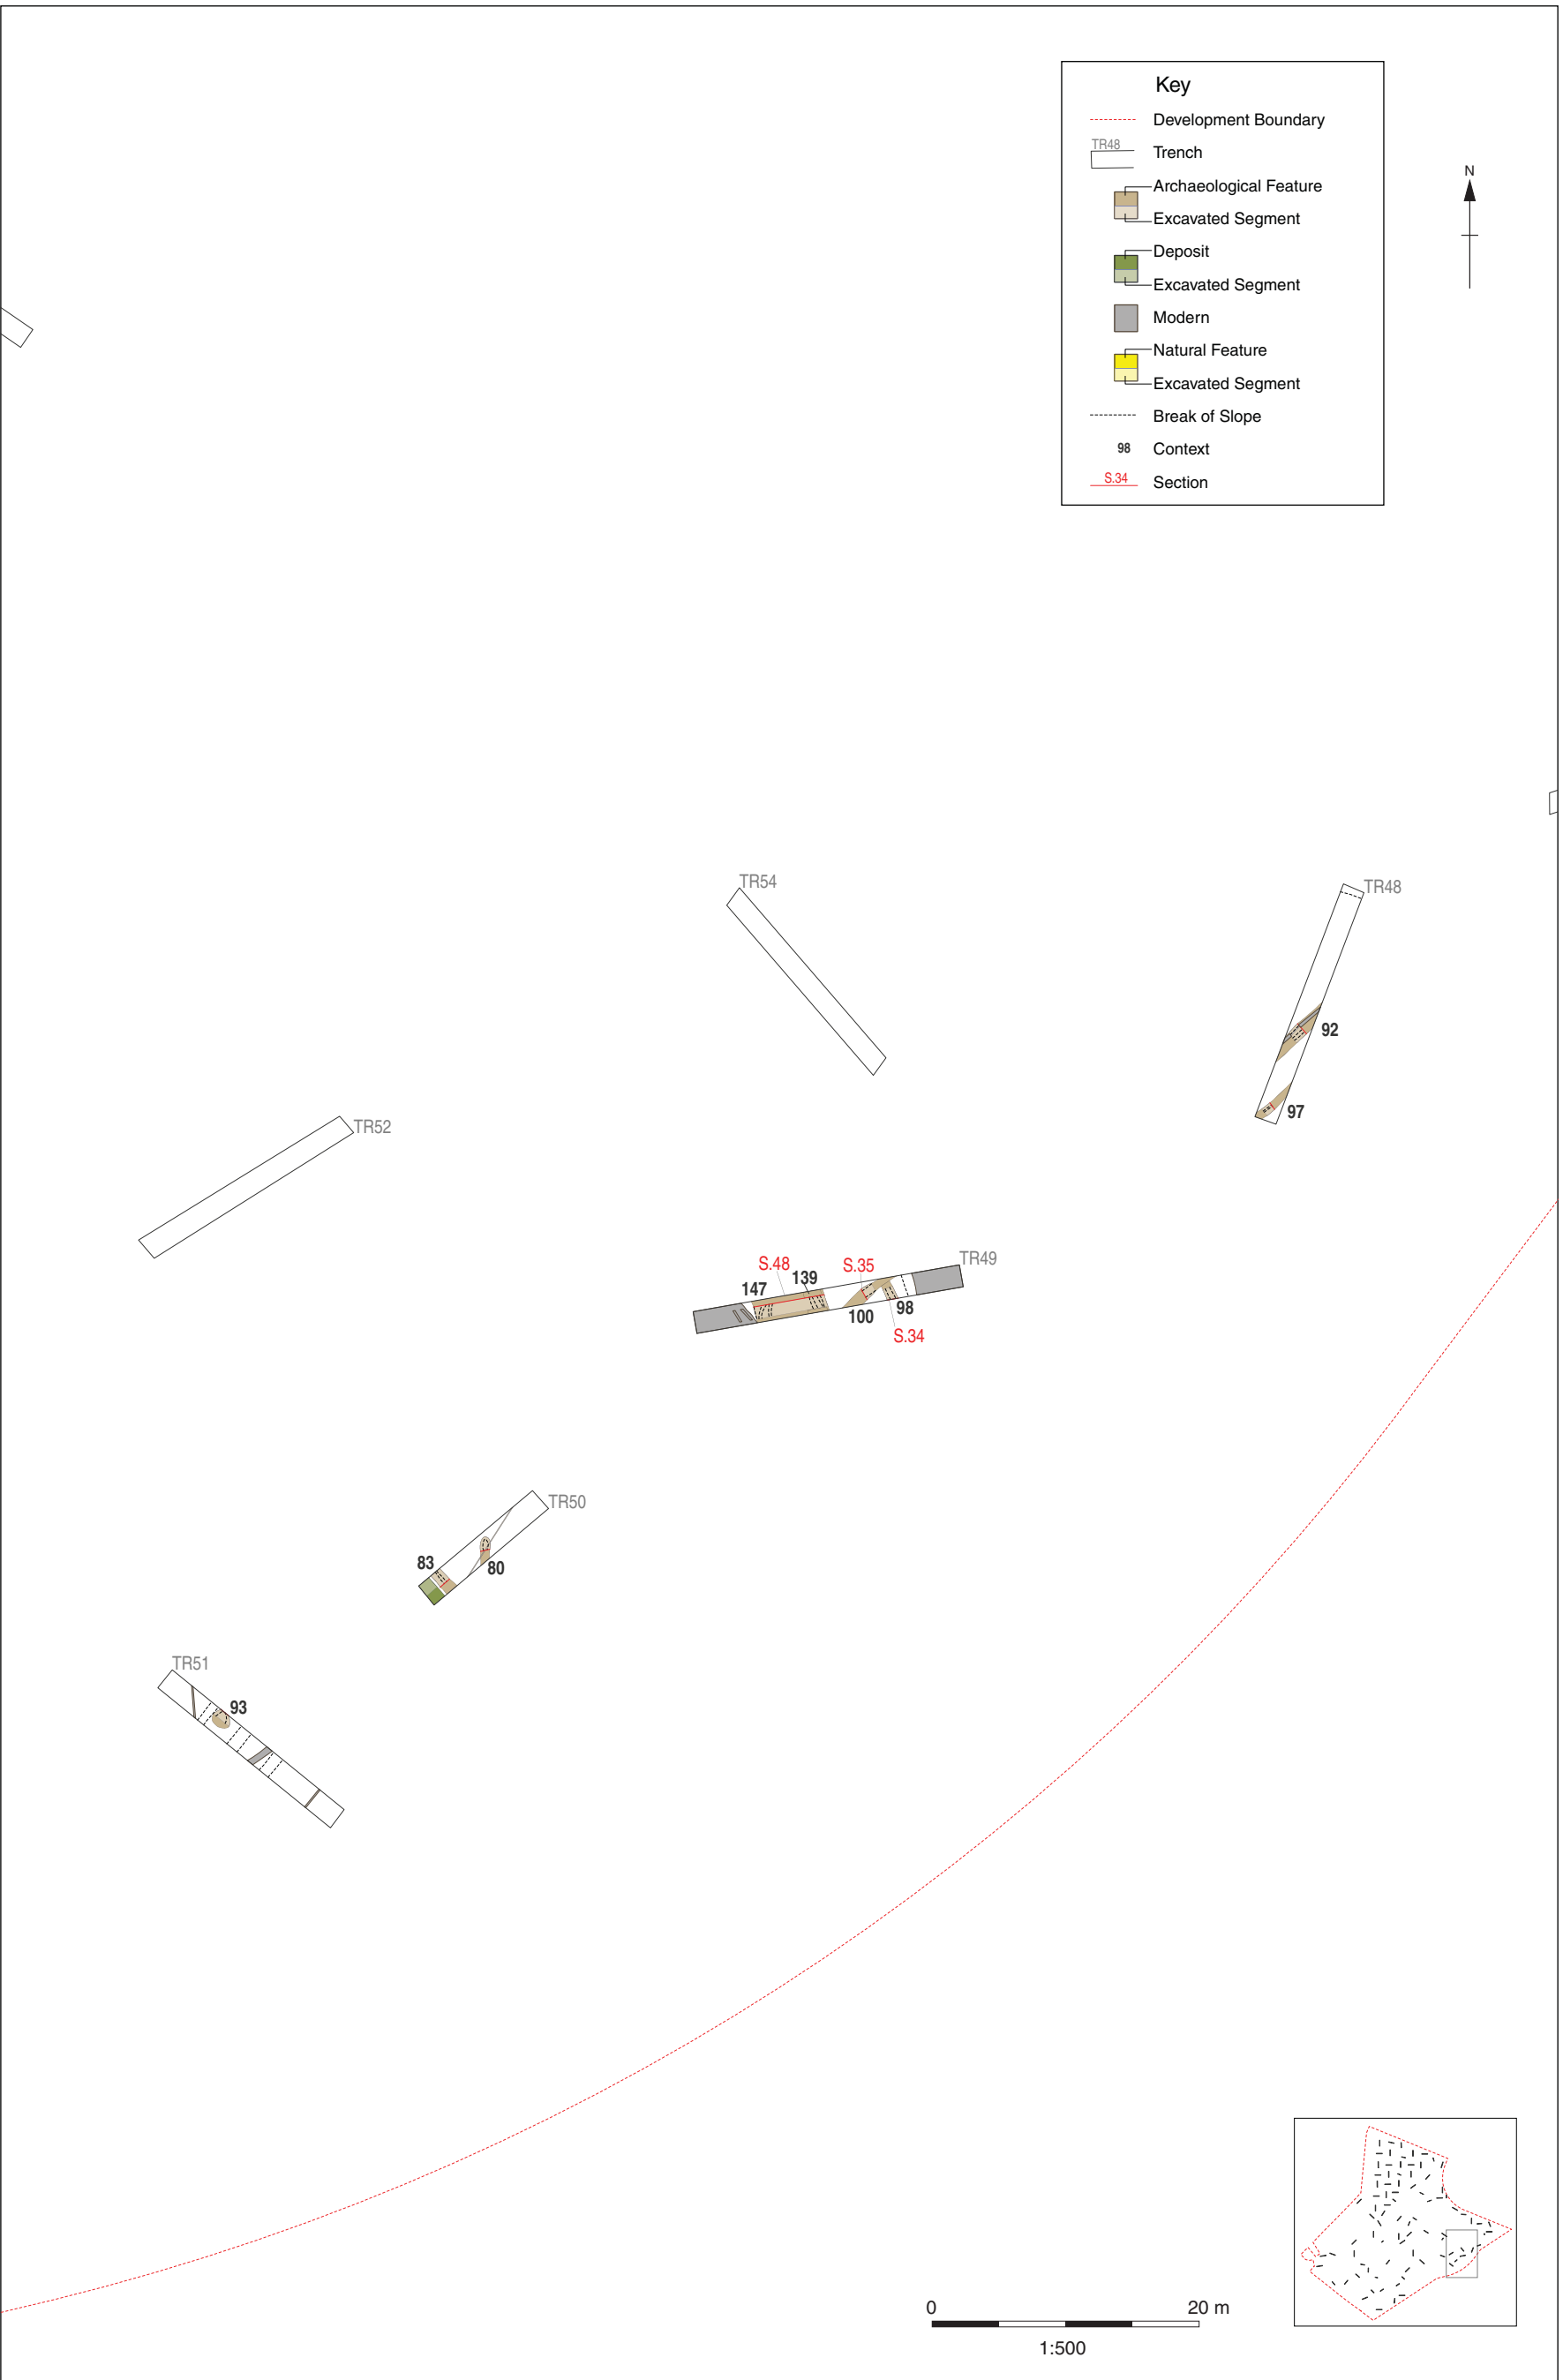 Key
Development Boundary
TR48
Trench
Archaeological Feature
Excavated Segment
Deposit
Excavated Segment
Modern
Natural Feature
Excavated Segment
Break of Slope
98 Context
S.34 Section
N
TR54
TR48
92
97
TR52
TR49
S.48
S.35
139
147
98
100
S.34
TR50
83
80
TR51
93
0 20 m
1:500